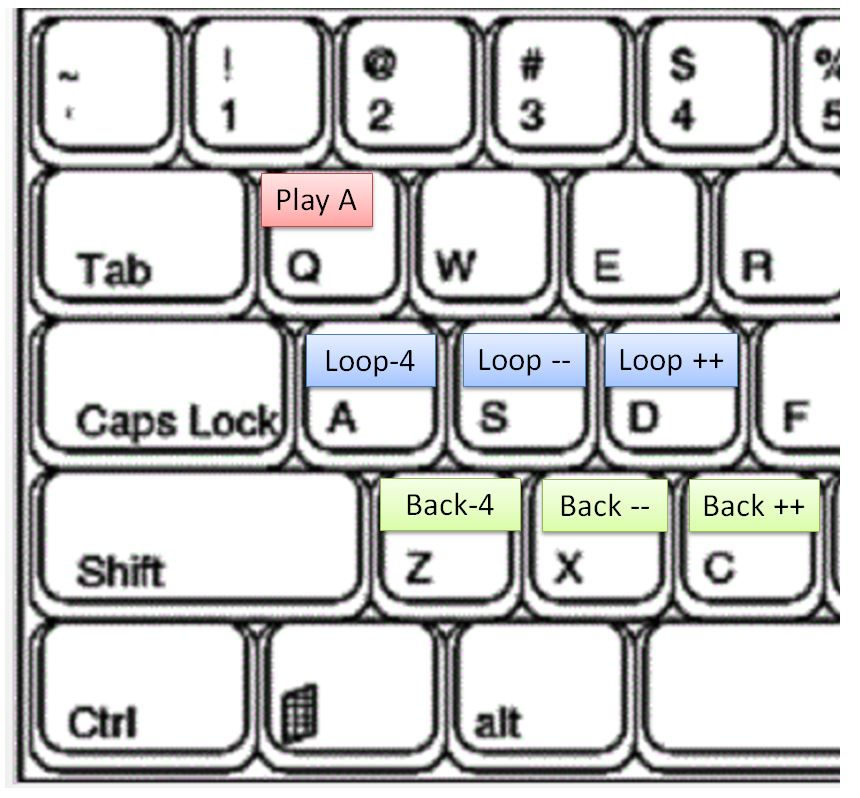 ~ ! @ # $ %
' 1 2 3 4 5
Play A
Tab Q W E R
Loop-4 Loop -- Loop ++
Caps Lock A S D F
Back-4 Back -- Back ++
Shift Z X C
Ctrl alt